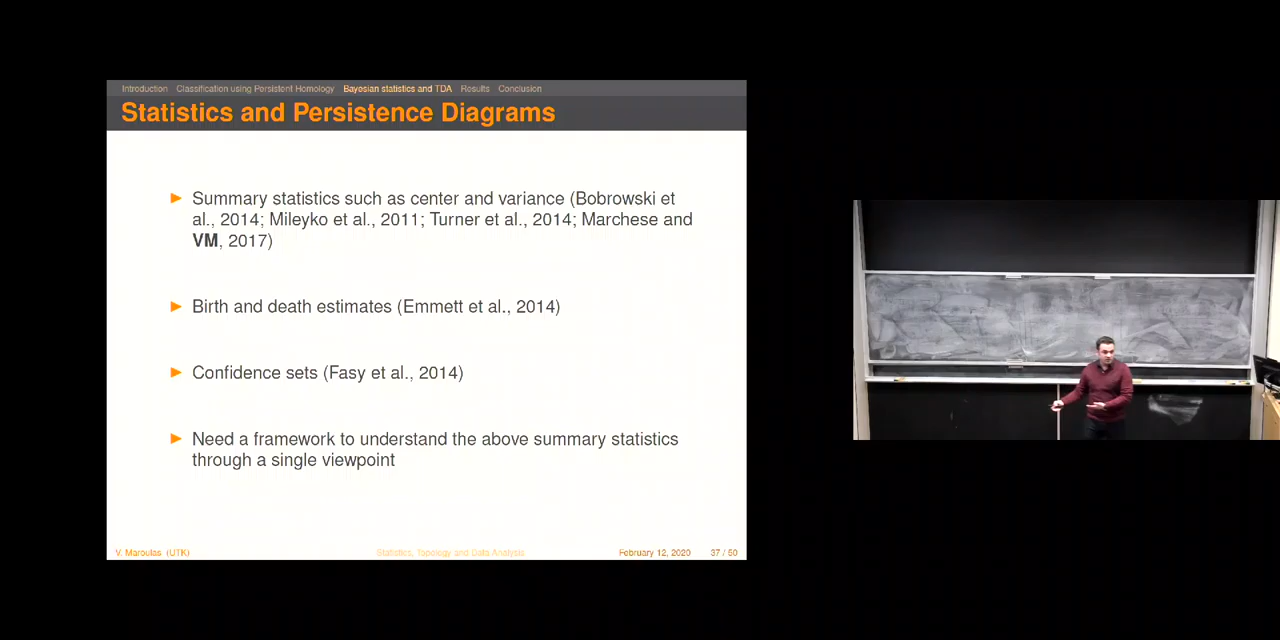 Introduction Classification using Persistent Homology Bayesian statistics and TDA Results Conclusion
Statistics and Persistence Diagrams
Summary statistics such as center and variance (Bobrowski et
al., 2014; Mileyko et al., 2011; Turner et al., 2014; Marchese and
VM, 2017)
Birth and death estimates (Emmett et al., 2014)
Confidence sets (Fasy et al., 2014)
Need a framework to understand the above summary statistics
through a single viewpoint
V. Maroulas (UTK) Statistics, Topology and Data Analysis February 12, 2020 37 / 50